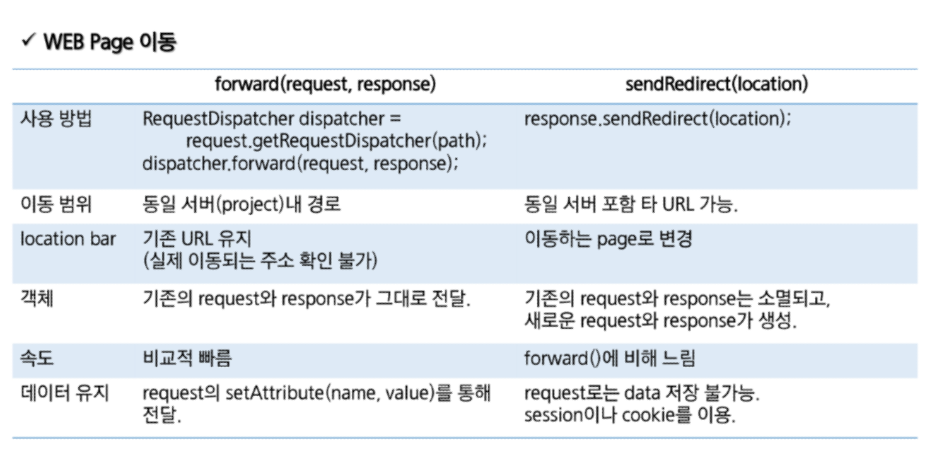 ✓ WEB Page 이동
forward(request, response) sendRedirect(location)
사용 방법 RequestDispatcher dispatcher = response.sendRedirect(location);
request.getRequestDispatcher(path);
dispatcher.forward(request, response);
이동 범위 동일 서버(project)내 경로 동일 서버 포함 타 URL 가능.
location bar 기존 URL 유지 이동하는 page로 변경
(실제 이동되는 주소 확인 불가)
객체 기존의 request와 response가 그대로 전달. 기존의 request와 response는 소멸되고,
새로운 request와 response가 생성.
속도 비교적 빠름 forward()에 비해 느림
데이터 유지 request의 setAttribute(name, value)를 통해 request로는 data 저장 불가능.
전달. session이나 cookie를 이용.